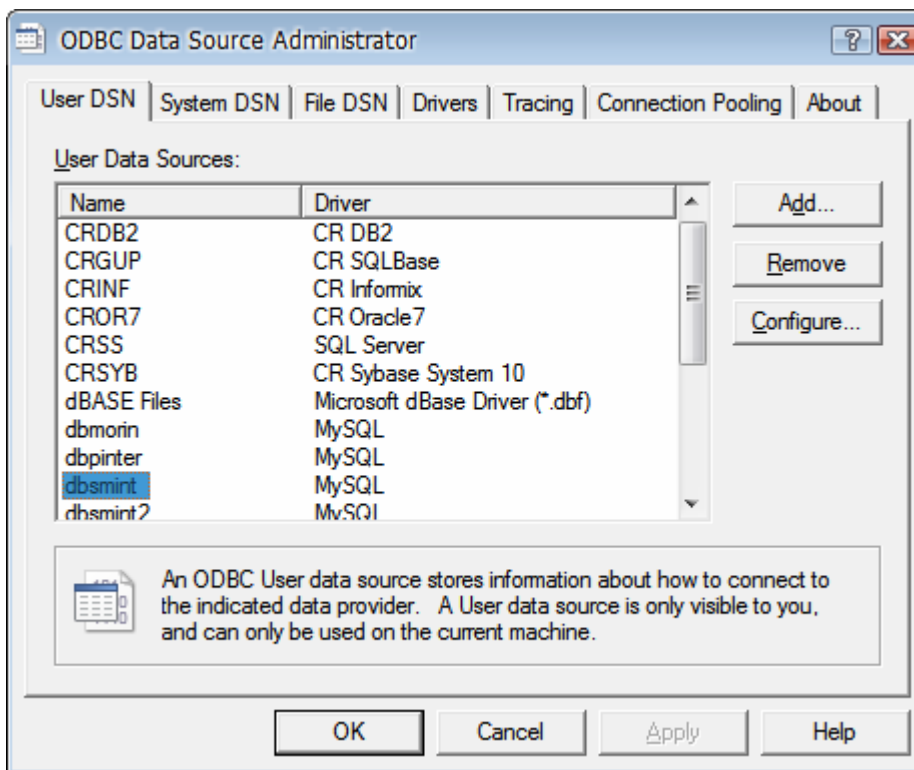 ODBC Data Source Administrator
User DSN System DSN File DSN Drivers Tracing Connection Pooling About
User Data Sources:
Name Driver
CRDB2 CR DB2
CRGUP CR SQLBase
CRINF CR Informix
CROR7 CR Oracle7
CRSS SQL Server
CRSYB CR Sybase System 10
dBASE Files Microsoft dBase Driver (*.dbf)
dbmorin MySQL
dbpinter MySQL
dbsmint MySQL
dbsmint2 MySQL
Add...
Remove
Configure...
An ODBC User data source stores information about how to connect to
the indicated data provider. A User data source is only visible to you,
and can only be used on the current machine.
OK Cancel Apply Help